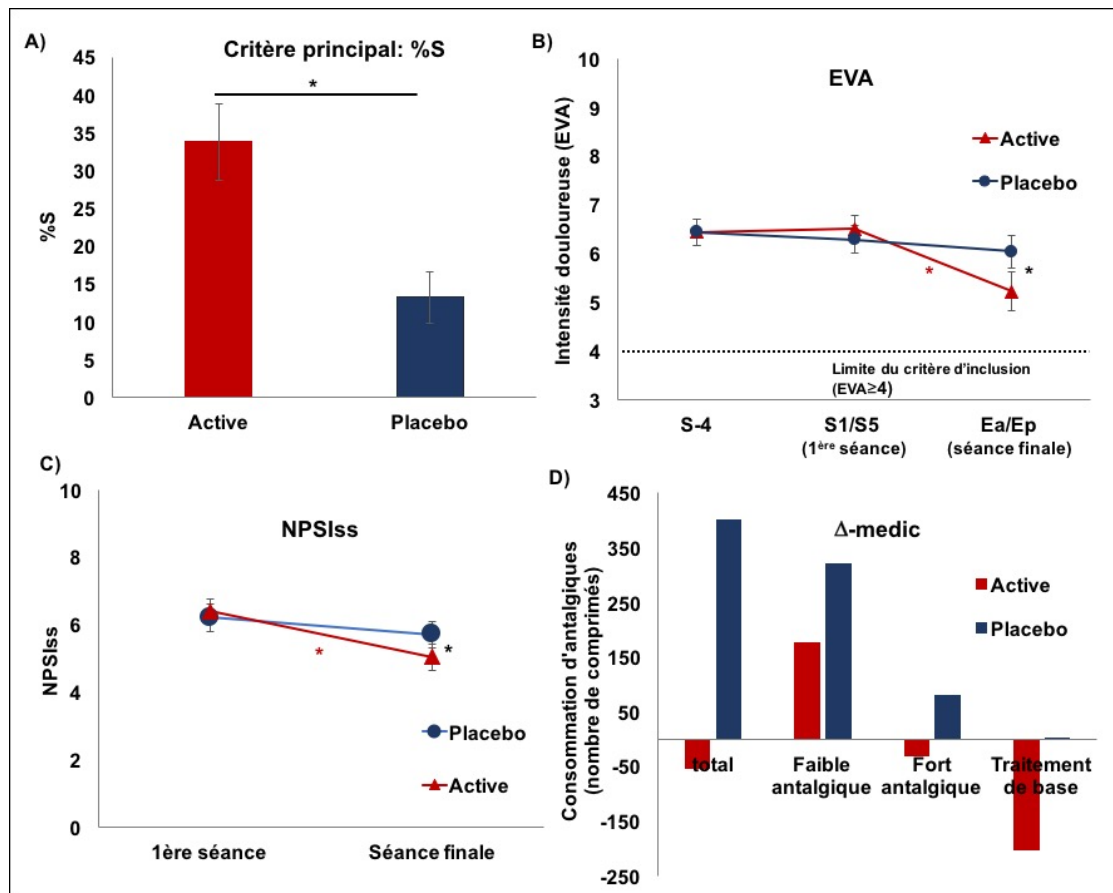 A)
Critère principal: %S
*
45
40
35
30
25
20
15
10
5
0
%S
Active
Placebo
B)
EVA
Intensité douloureuse (EVA)
10
9
8
7
6
5
4
3
Active
Placebo
*
*
Limite du critère d'inclusion
(EVA≥4)
S-4
S1/S5
(1ère séance)
Ea/Ep
(séance finale)
C)
NPSIss
NPSIss
10
8
6
4
2
0
*
*
Placebo
Active
1ère séance
Séance finale
D)
Δ-medic
Consommation d'antalgiques
(nombre de comprimés)
450
350
250
150
50
-50
-150
-250
Active
Placebo
total
Faible
antalgique
Fort
antalgique
Traitement
de base